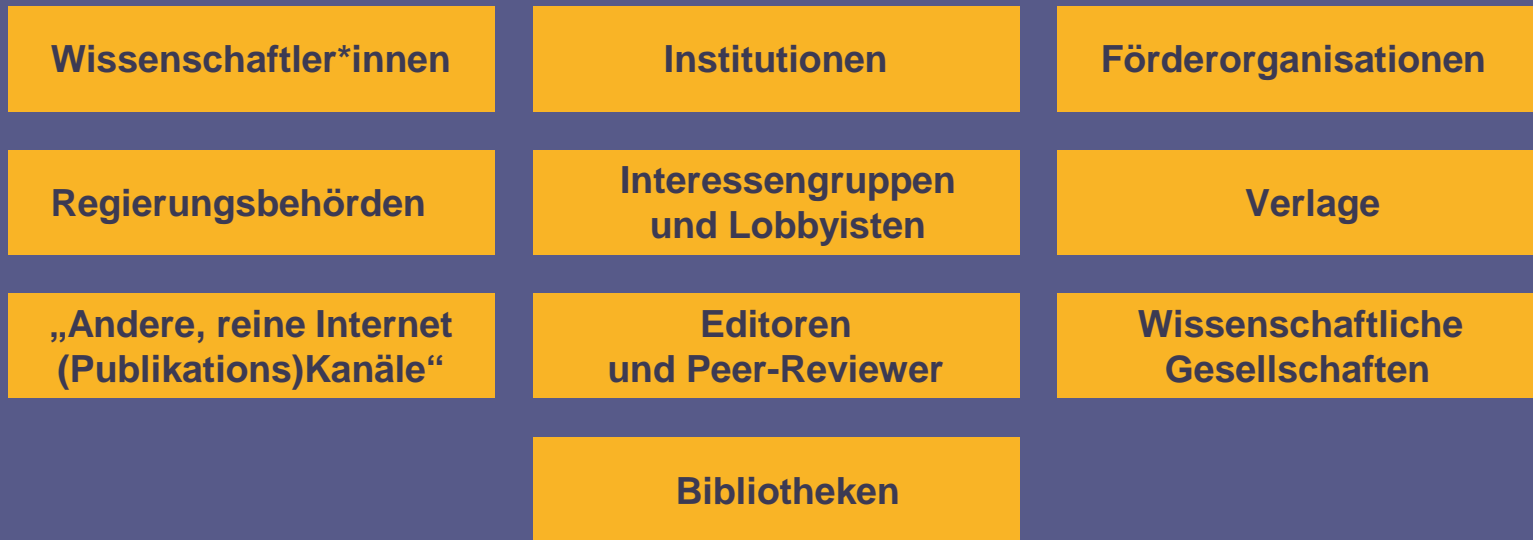 Wissenschaftler*innen
Institutionen
Förderorganisationen
Regierungsbehörden
Interessengruppen
und Lobbyisten
Verlage
„Andere, reine Internet
(Publikations)Kanäle“
Editoren
und Peer-Reviewer
Wissenschaftliche
Gesellschaften
Bibliotheken